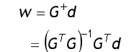 w = G⁺d
= (GᵀG)⁻¹Gᵀd